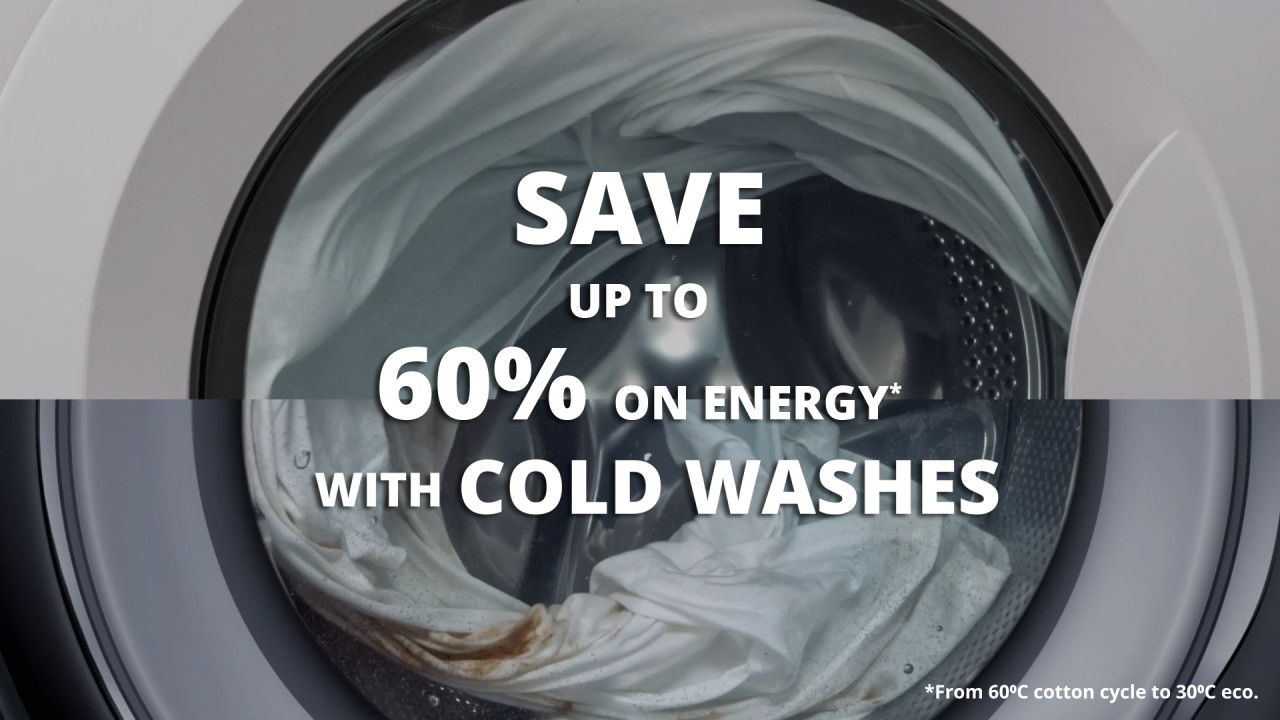 SAVE
UP TO
60% ON ENERGY*
WITH COLD WASHES
*From 60ºC cotton cycle to 30ºC eco.